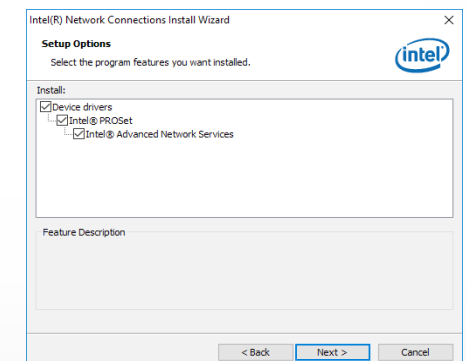 Intel(R) Network Connections Install Wizard
Setup Options
Select the program features you want installed.
intel
Install:
Device drivers
Intel® PROSet
Intel® Advanced Network Services
Feature Description
< Back
Next >
Cancel